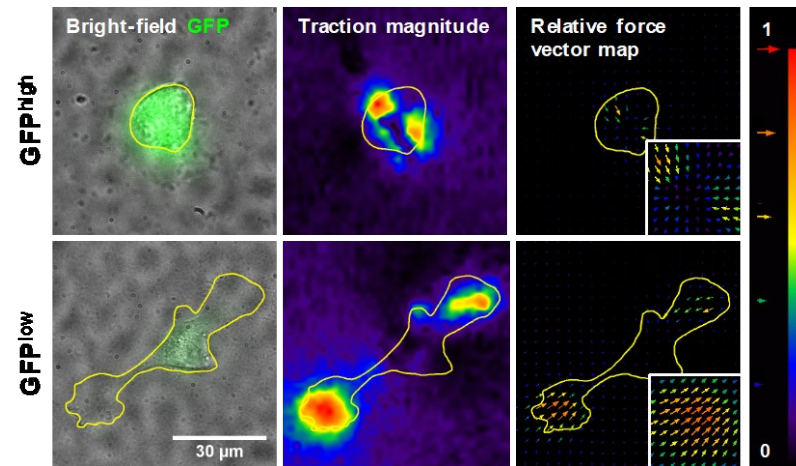 Bright-field GFP
Traction magnitude
Relative force
vector map
1
GFPhigh
GFPlow
30 µm
0